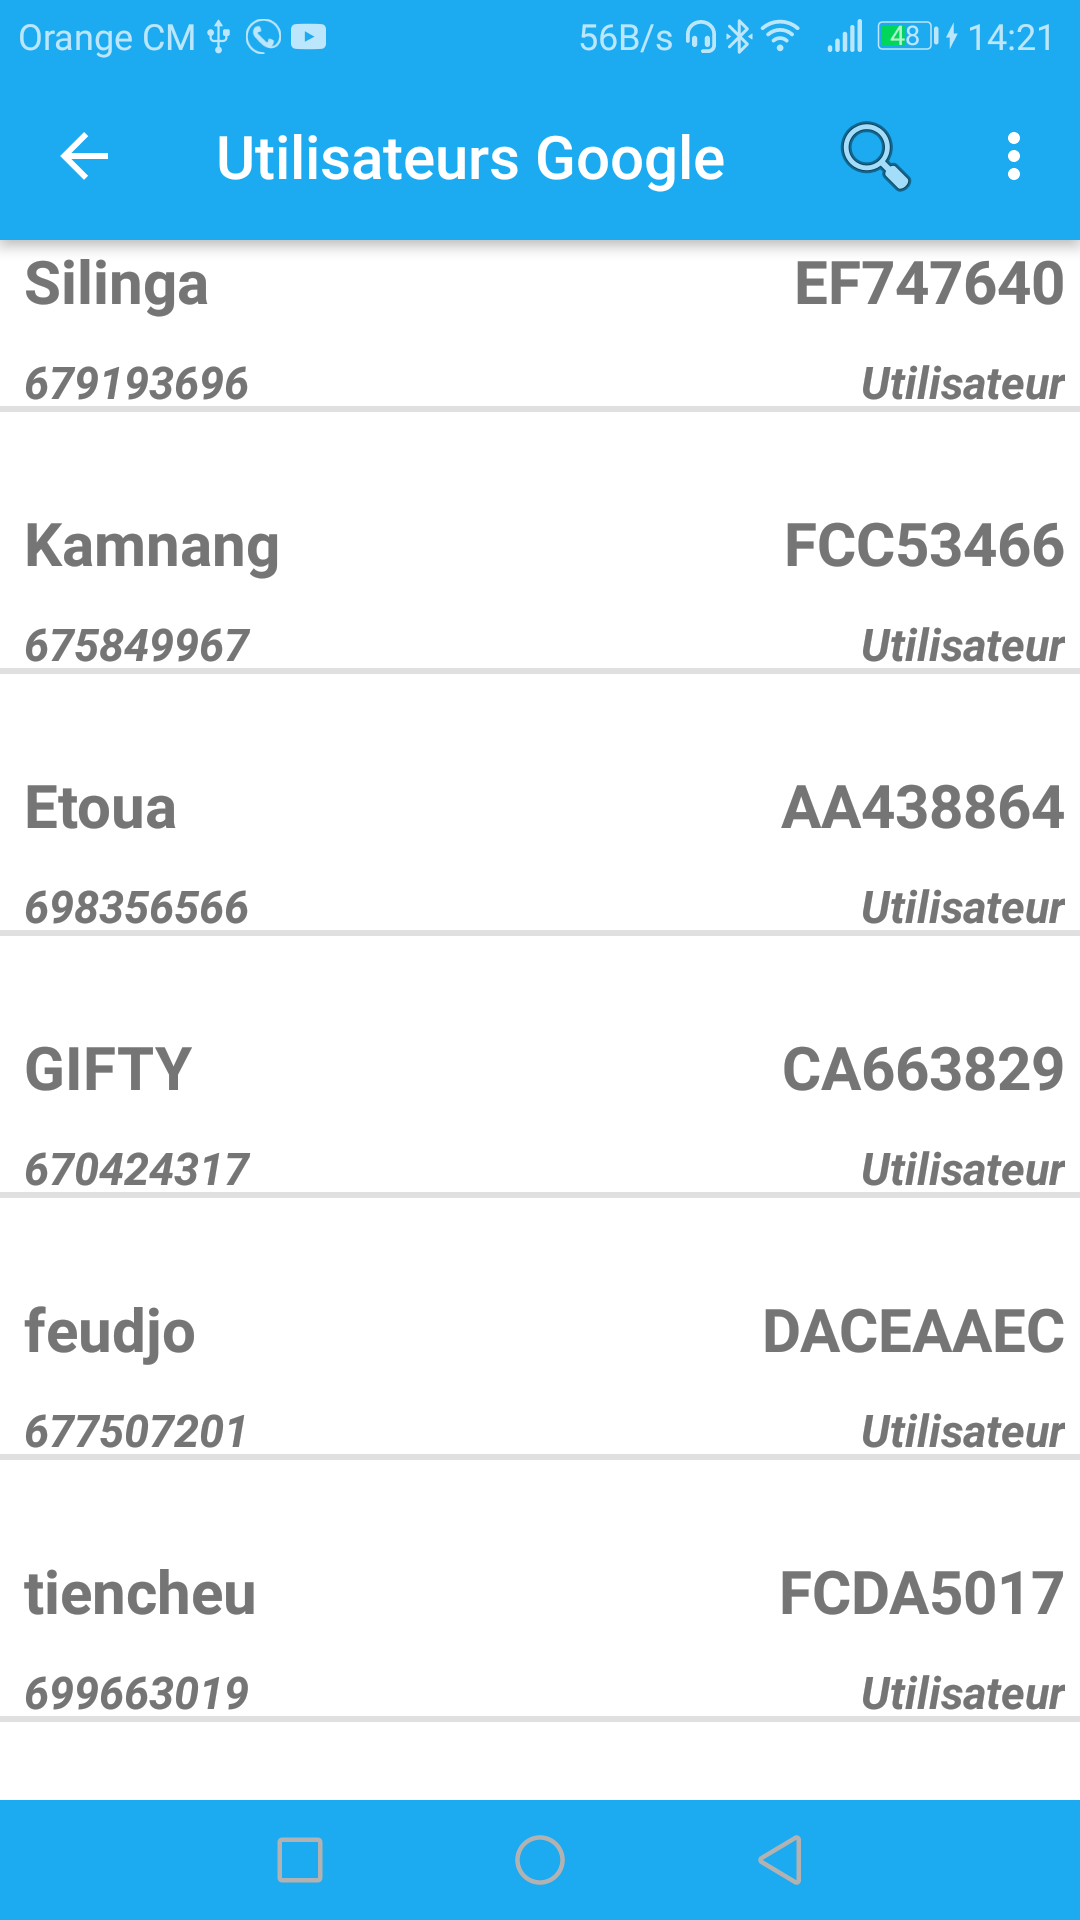 Orange CM 56B/s 48 14:21
Utilisateurs Google
Silinga EF747640
679193696 Utilisateur
Kamnang FCC53466
675849967 Utilisateur
Etoua AA438864
698356566 Utilisateur
GIFTY CA663829
670424317 Utilisateur
feudjo DACEAAEC
677507201 Utilisateur
tiencheu FCDA5017
699663019 Utilisateur